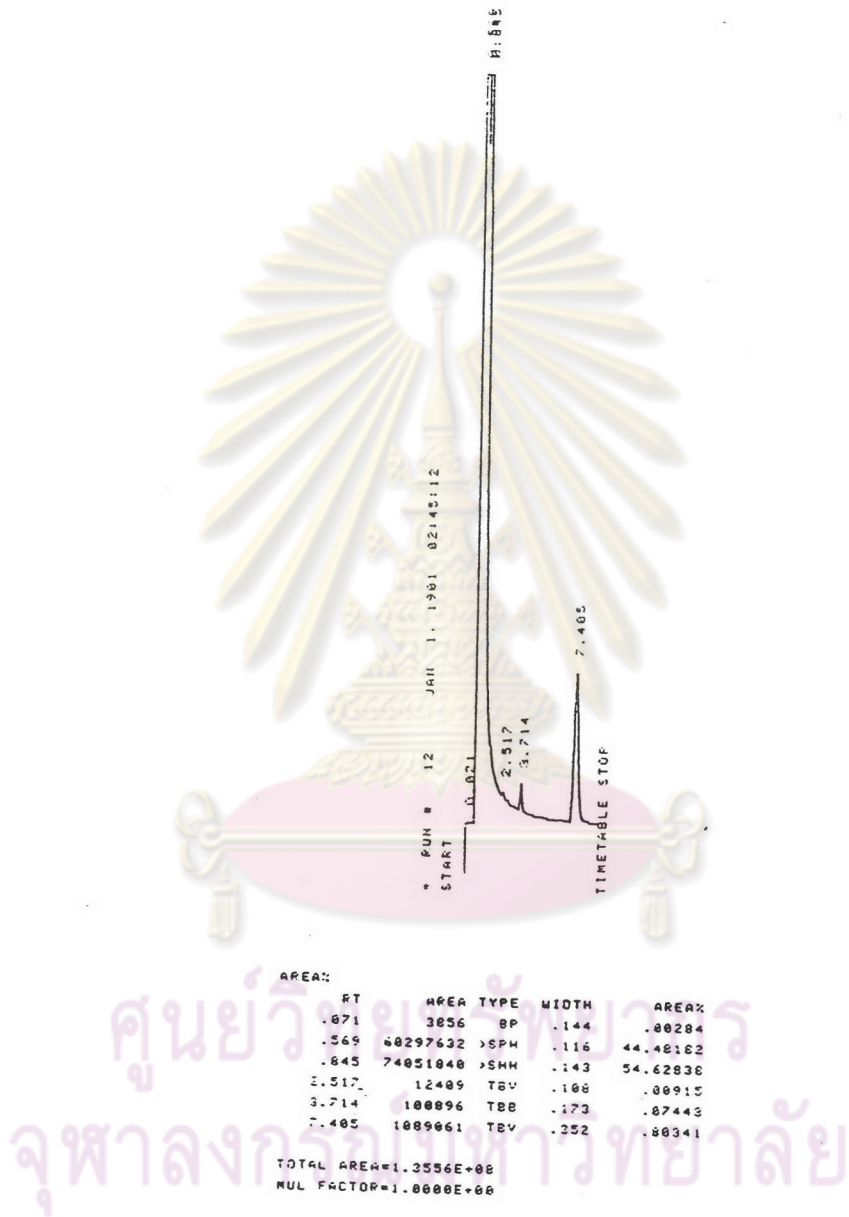 * RUN # 12 JAN 1, 1901 02:45:12
START
0.071
2.517
3.714
7.405
TIMETABLE STOP
AREA%
RT AREA TYPE WIDTH AREA%
.071 3856 BP .144 .00284
.569 60297632 >SPH .116 44.48182
.845 74051840 >SHH .143 54.62838
2.517 12409 TBV .108 .00915
3.714 100896 TBB .173 .07443
7.405 1089061 TBV .252 .80341
TOTAL AREA=1.3556E+08
MUL FACTOR=1.0000E+00
ศูนย์วิทยทรัพยากร
จุฬาลงกรณ์มหาวิทยาลัย